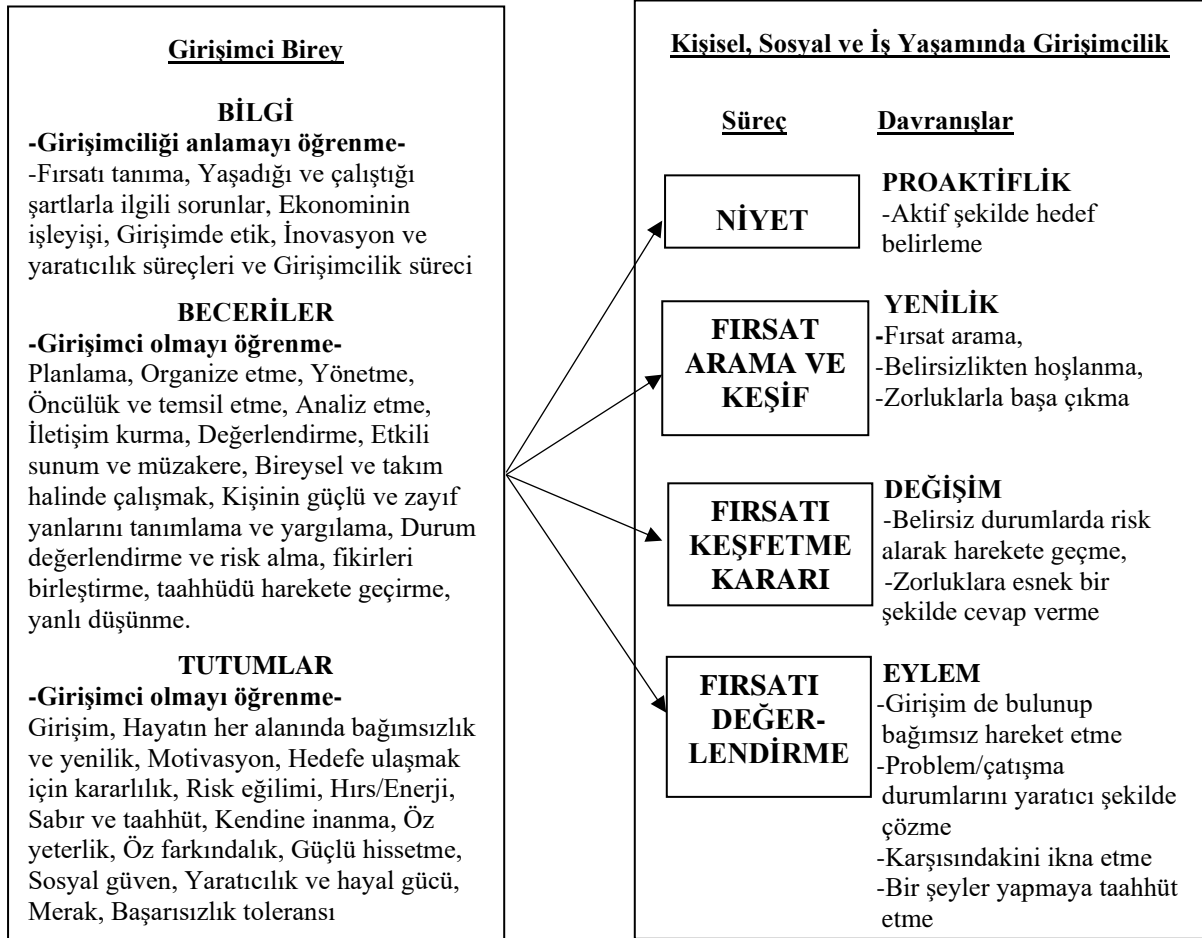 Girişimci Birey
BİLGİ
-Girişimciliği anlamayı öğrenme-
-Fırsatı tanıma, Yaşadığı ve çalıştığı
şartlarla ilgili sorunlar, Ekonominin
işleyişi, Girişimde etik, İnovasyon ve
yaratıcılık süreçleri ve Girişimcilik süreci
BECERİLER
-Girişimci olmayı öğrenme-
Planlama, Organize etme, Yönetme,
Öncülük ve temsil etme, Analiz etme,
İletişim kurma, Değerlendirme, Etkili
sunum ve müzakere, Bireysel ve takım
halinde çalışmak, Kişinin güçlü ve zayıf
yanlarını tanımlama ve yargılama, Durum
değerlendirme ve risk alma, fikirleri
birleştirme, taahhüdü harekete geçirme,
yanlı düşünme.
TUTUMLAR
-Girişimci olmayı öğrenme-
Girişim, Hayatın her alanında bağımsızlık
ve yenilik, Motivasyon, Hedefe ulaşmak
için kararlılık, Risk eğilimi, Hırs/Enerji,
Sabır ve taahhüt, Kendine inanma, Öz
yeterlik, Öz farkındalık, Güçlü hissetme,
Sosyal güven, Yaratıcılık ve hayal gücü,
Merak, Başarısızlık toleransı
Kişisel, Sosyal ve İş Yaşamında Girişimcilik
Süreç Davranışlar
NİYET
PROAKTİFLİK
-Aktif şekilde hedef
belirleme
FIRSAT
ARAMA VE
KEŞİF
YENİLİK
-Fırsat arama,
-Belirsizlikten hoşlanma,
-Zorluklarla başa çıkma
FIRSATI
KEŞFETME
KARARI
DEĞİŞİM
-Belirsiz durumlarda risk
alarak harekete geçme,
-Zorluklara esnek bir
şekilde cevap verme
FIRSATI
DEĞER-
LENDİRME
EYLEM
-Girişim de bulunup
bağımsız hareket etme
-Problem/çatışma
durumlarını yaratıcı şekilde
çözme
-Karşısındakini ikna etme
-Bir şeyler yapmaya taahhüt
etme